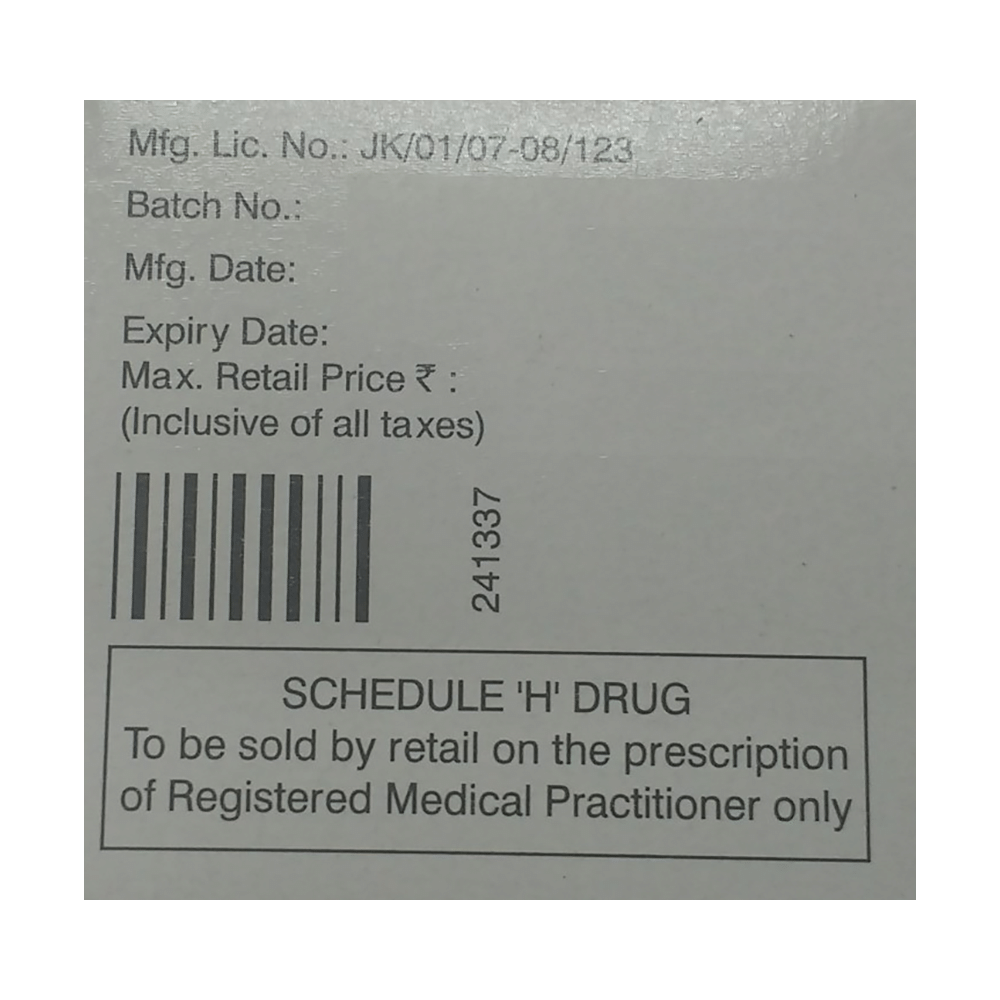 Mfg. Lic. No.: JK/01/07-08/123
Batch No.:
Mfg. Date:
Expiry Date:
Max. Retail Price ₹ :
(Inclusive of all taxes)
241337
SCHEDULE 'H' DRUG
To be sold by retail on the prescription
of Registered Medical Practitioner only